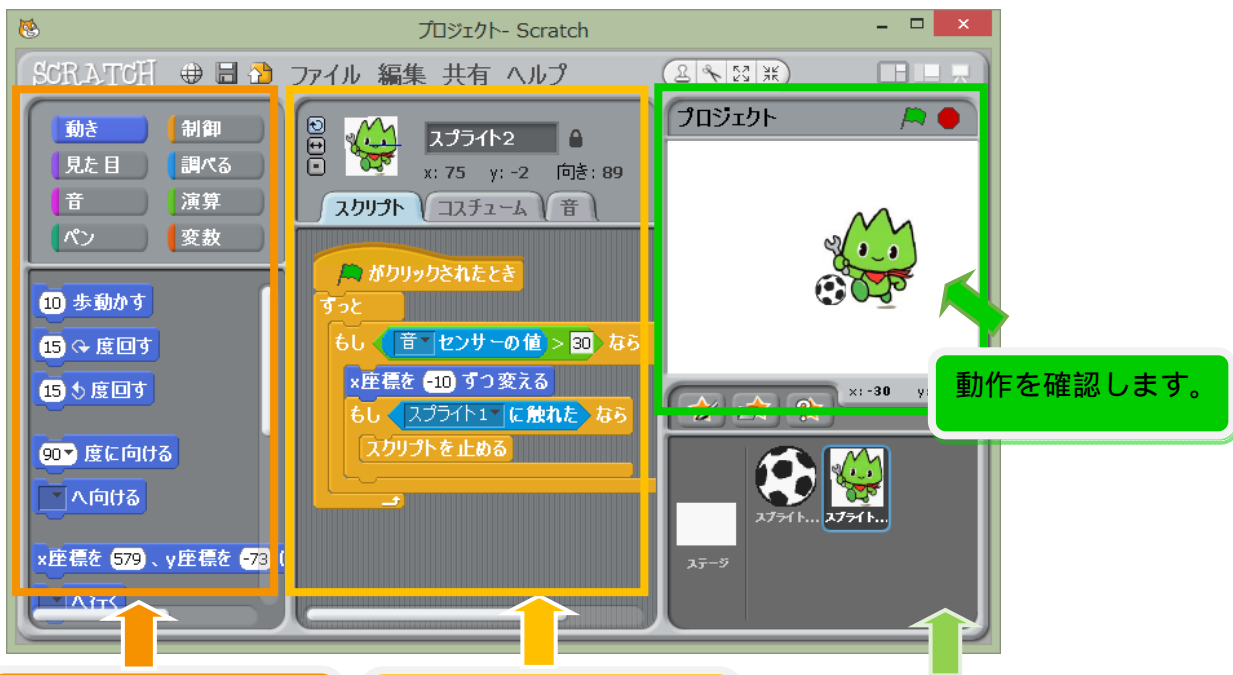 プロジェクト- Scratch
SCRATCH ファイル 編集 共有 ヘルプ
動き 制御
見た目 調べる
音 演算
ペン 変数
10 歩動かす
15 度回す
15 度回す
90 度に向ける
へ向ける
x座標を 579 、y座標を -73
へ行く
スプライト2
x: 75 y: -2 向き: 89
スクリプト コスチューム 音
がクリックされたとき
ずっと
もし 音 センサーの値 > 30 なら
x座標を -10 ずつ変える
もし スプライト1 に触れた なら
スクリプトを止める
プロジェクト
動作を確認します。
x: -30 y:
スプライト... スプライト...
ステージ